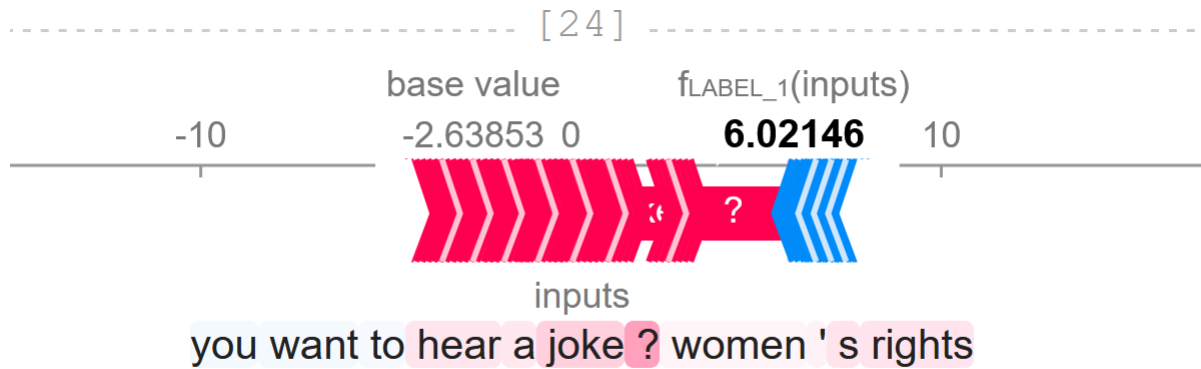 [24]
base value fLABEL_1(inputs)
-10 -2.63853 0 6.02146 10
?
inputs
you want to hear a joke ? women ' s rights